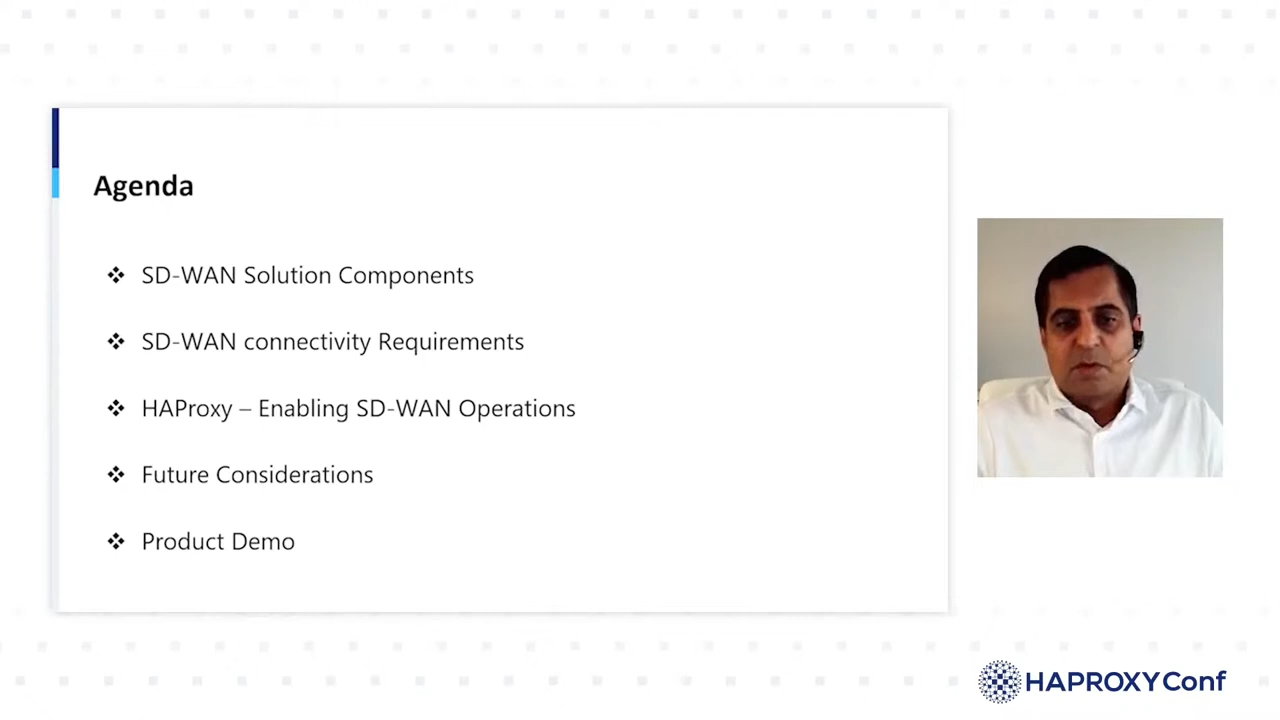 Agenda
❖ SD-WAN Solution Components
❖ SD-WAN connectivity Requirements
❖ HAProxy – Enabling SD-WAN Operations
❖ Future Considerations
❖ Product Demo
HAPROXYConf